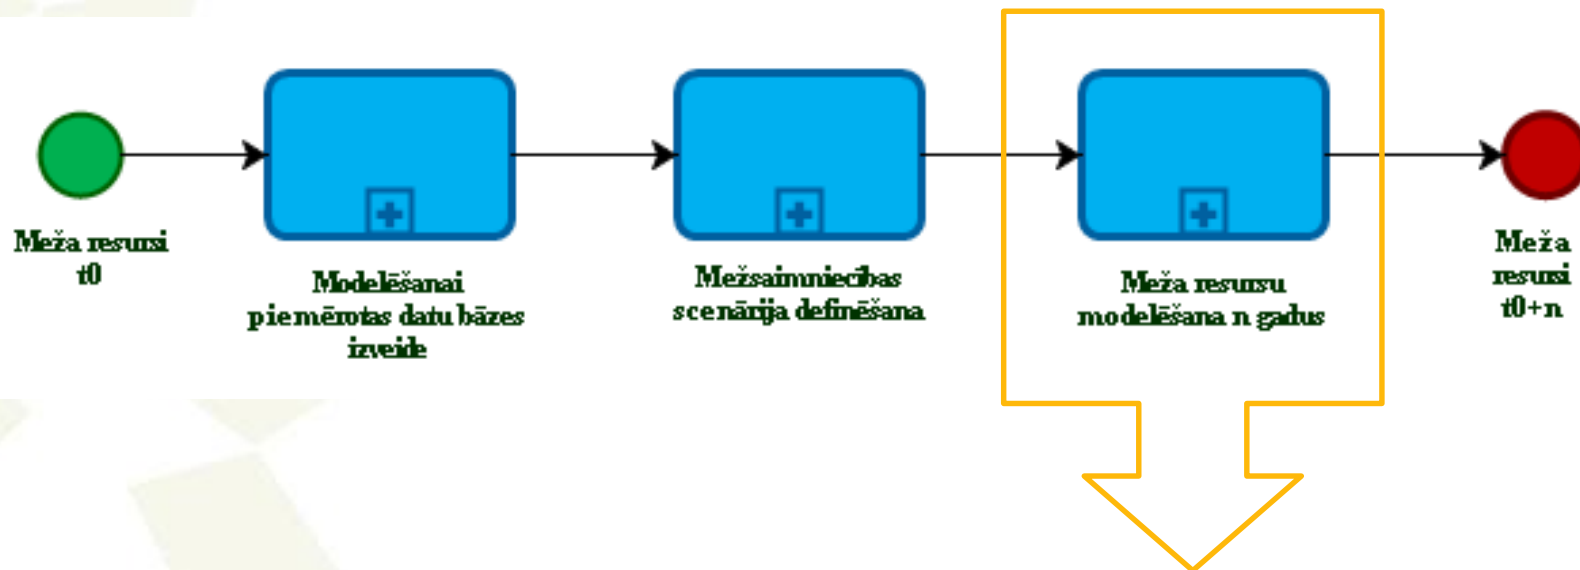 Meža resursi
t0
Modelēšanai
piemērotas datu bāzes
izveide
Mežsaimniecības
scenārija definēšana
Meža resursu
modelēšana n gadus
Meža
resursi
t0+n